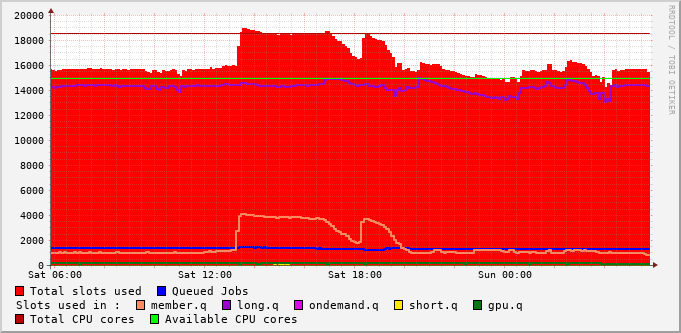 20000
18000
16000
14000
12000
10000
8000
6000
4000
2000
0
Sat 06:00 Sat 12:00 Sat 18:00 Sun 00:00
Total slots used Queued Jobs
Slots used in : member.q long.q ondemand.q short.q gpu.q
Total CPU cores Available CPU cores
RRDTOOL / TOBI OETIKER